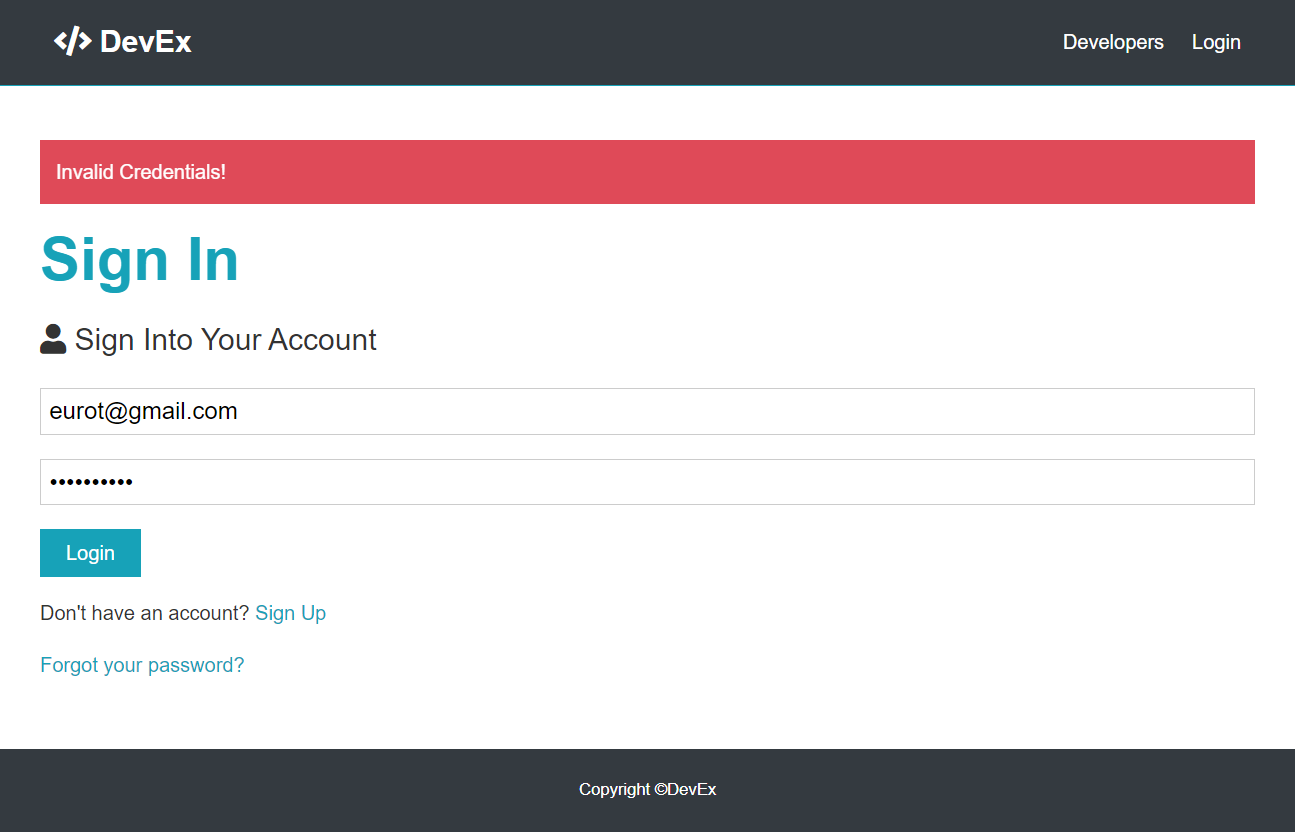 </> DevEx
Developers Login
Invalid Credentials!
Sign In
Sign Into Your Account
eurot@gmail.com
••••••••••
Login
Don't have an account? Sign Up
Forgot your password?
Copyright ©DevEx